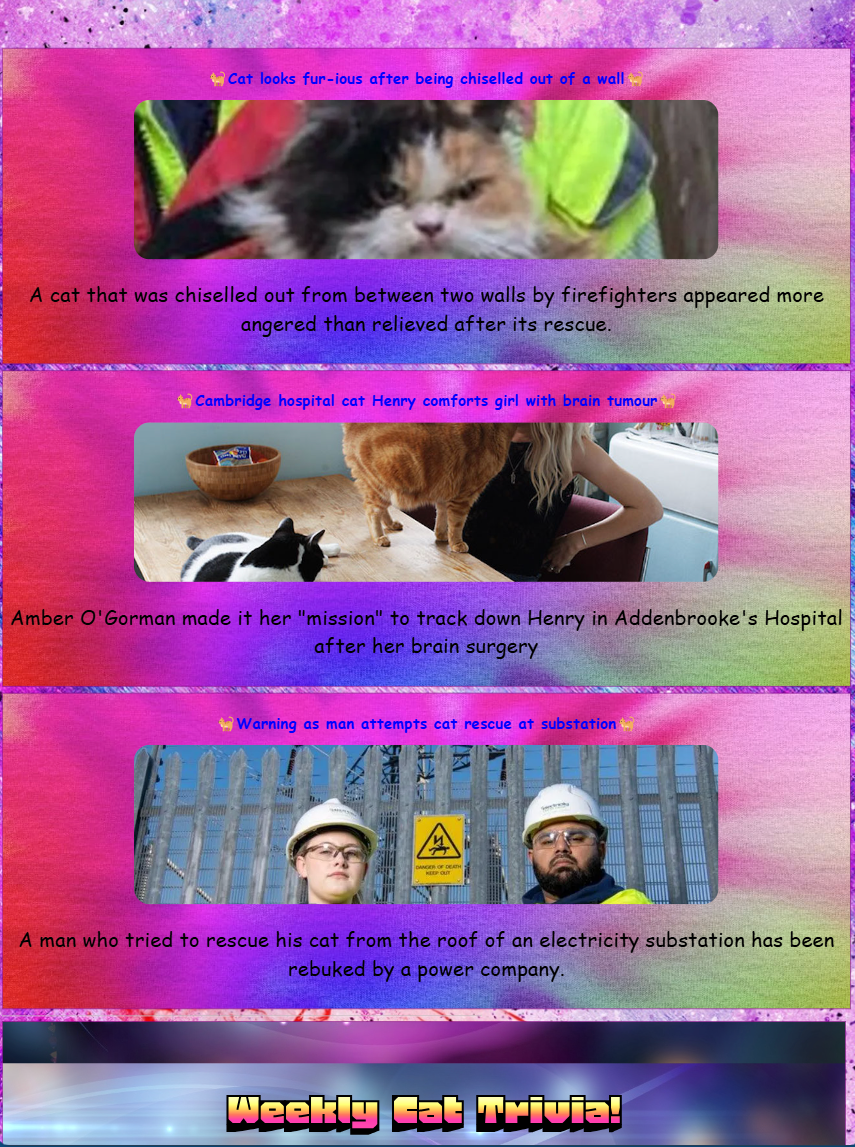 Cat looks fur-ious after being chiselled out of a wall
A cat that was chiselled out from between two walls by firefighters appeared more
angered than relieved after its rescue.
Cambridge hospital cat Henry comforts girl with brain tumour
Amber O'Gorman made it her "mission" to track down Henry in Addenbrooke's Hospital
after her brain surgery
Warning as man attempts cat rescue at substation
DANGER OF DEATH
KEEP OUT
A man who tried to rescue his cat from the roof of an electricity substation has been
rebuked by a power company.
Weekly Cat Trivia!